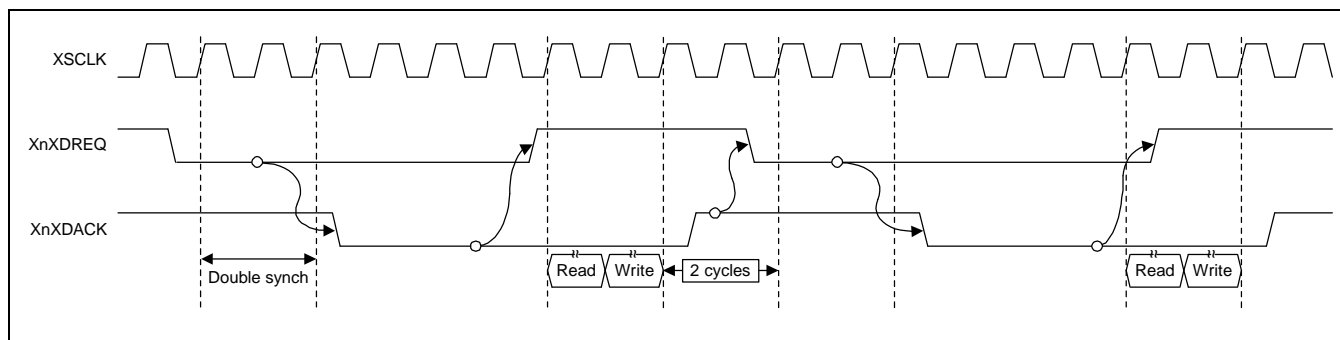 XSCLK
XnXDREQ
XnXDACK
Read Write 2 cycles Read Write
Double synch